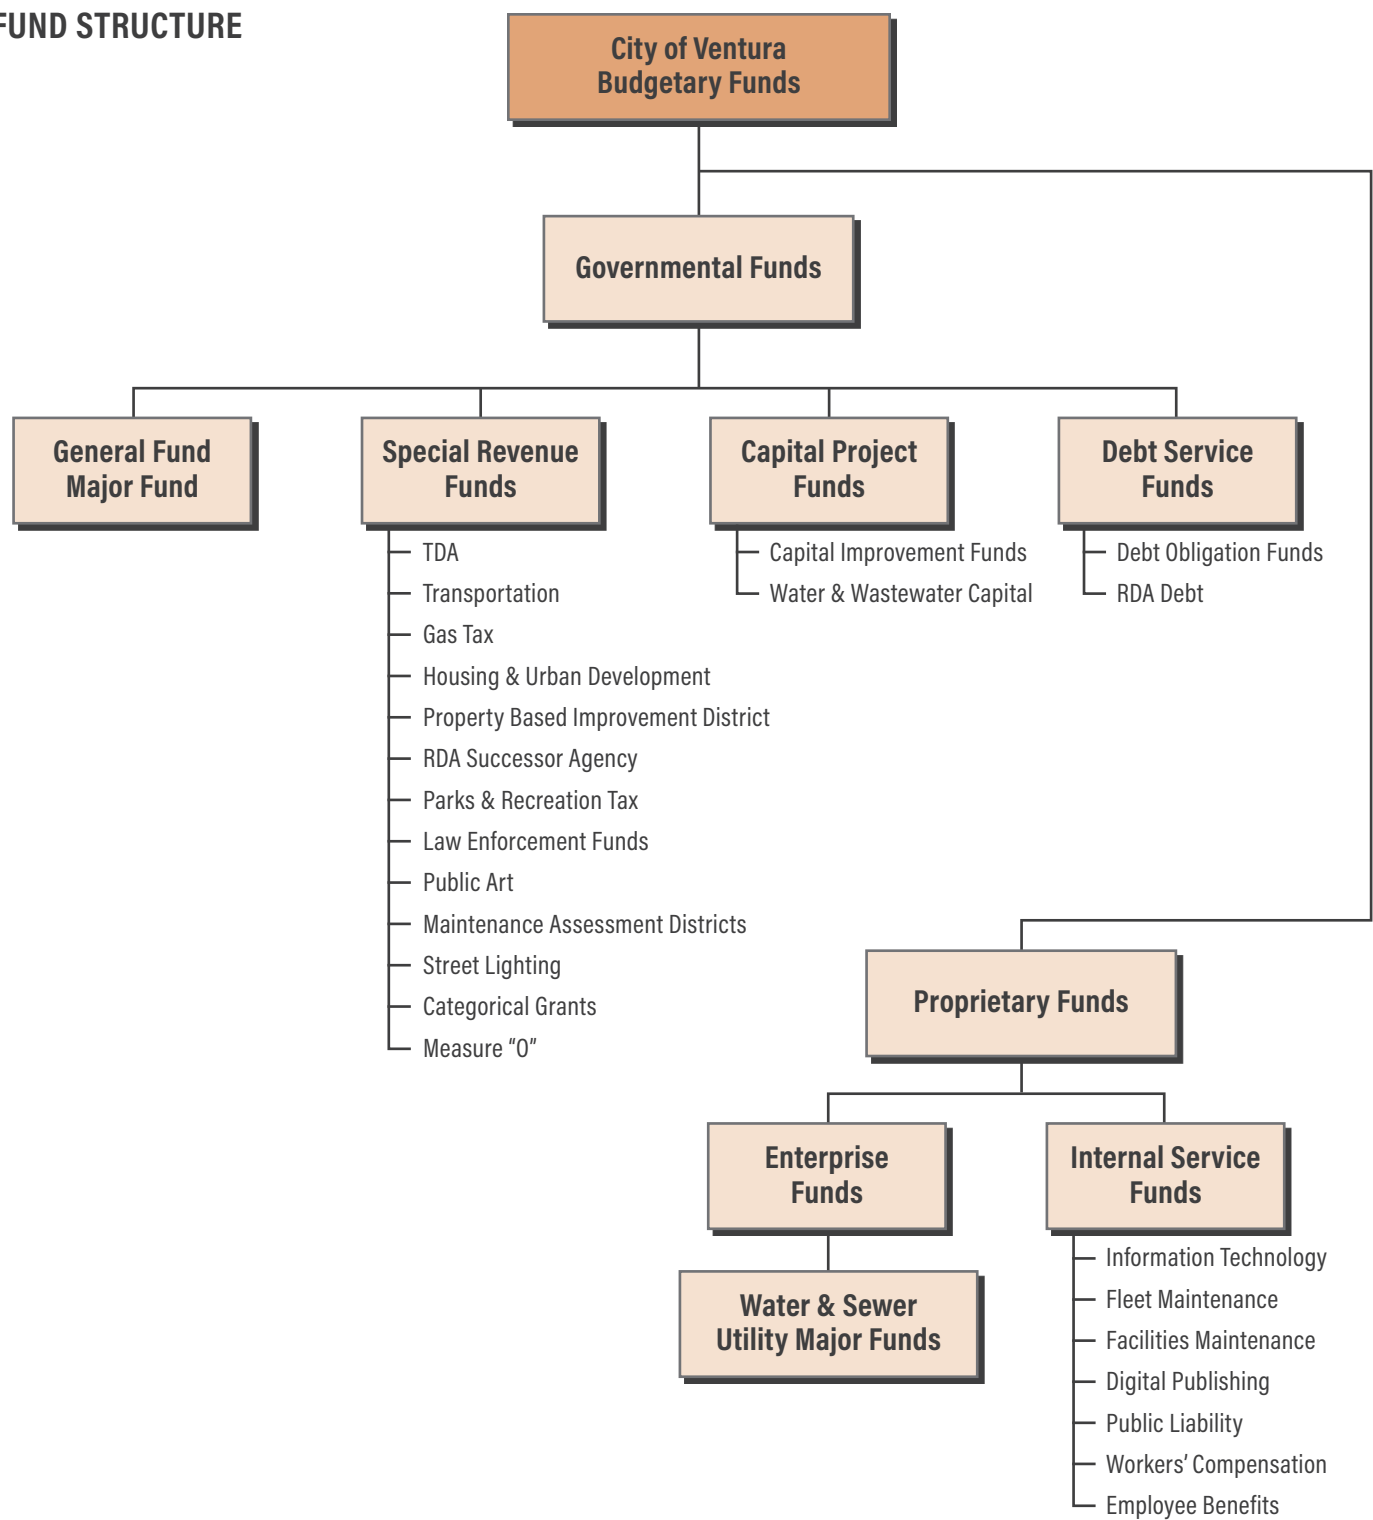 FUND STRUCTURE
City of Ventura
Budgetary Funds
Governmental Funds
General Fund
Major Fund
Special Revenue
Funds
TDA
Transportation
Gas Tax
Housing & Urban Development
Property Based Improvement District
RDA Successor Agency
Parks & Recreation Tax
Law Enforcement Funds
Public Art
Maintenance Assessment Districts
Street Lighting
Categorical Grants
Measure “O”
Capital Project
Funds
Capital Improvement Funds
Water & Wastewater Capital
Debt Service
Funds
Debt Obligation Funds
RDA Debt
Proprietary Funds
Enterprise
Funds
Water & Sewer
Utility Major Funds
Internal Service
Funds
Information Technology
Fleet Maintenance
Facilities Maintenance
Digital Publishing
Public Liability
Workers’ Compensation
Employee Benefits